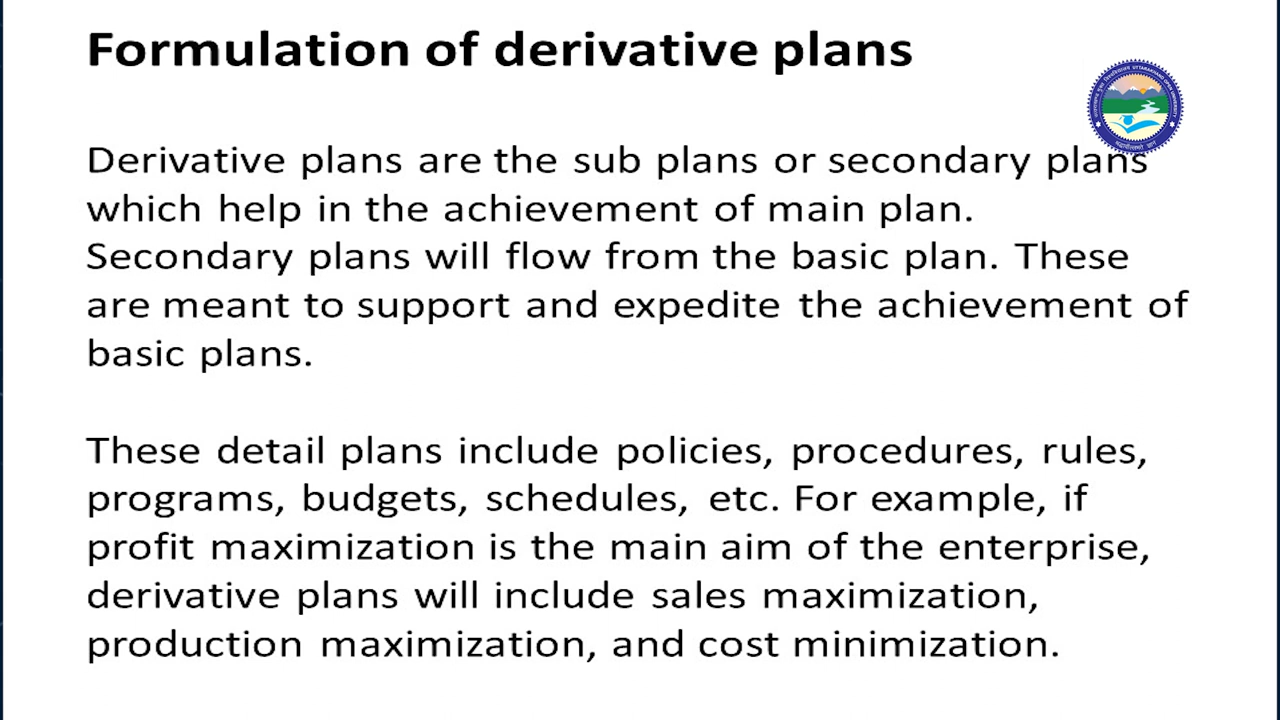 Formulation of derivative plans
UTTARAKHAND OPEN UNIVERSITY
Derivative plans are the sub plans or secondary plans
which help in the achievement of main plan.
Secondary plans will flow from the basic plan. These
are meant to support and expedite the achievement of
basic plans.
These detail plans include policies, procedures, rules,
programs, budgets, schedules, etc. For example, if
profit maximization is the main aim of the enterprise,
derivative plans will include sales maximization,
production maximization, and cost minimization.